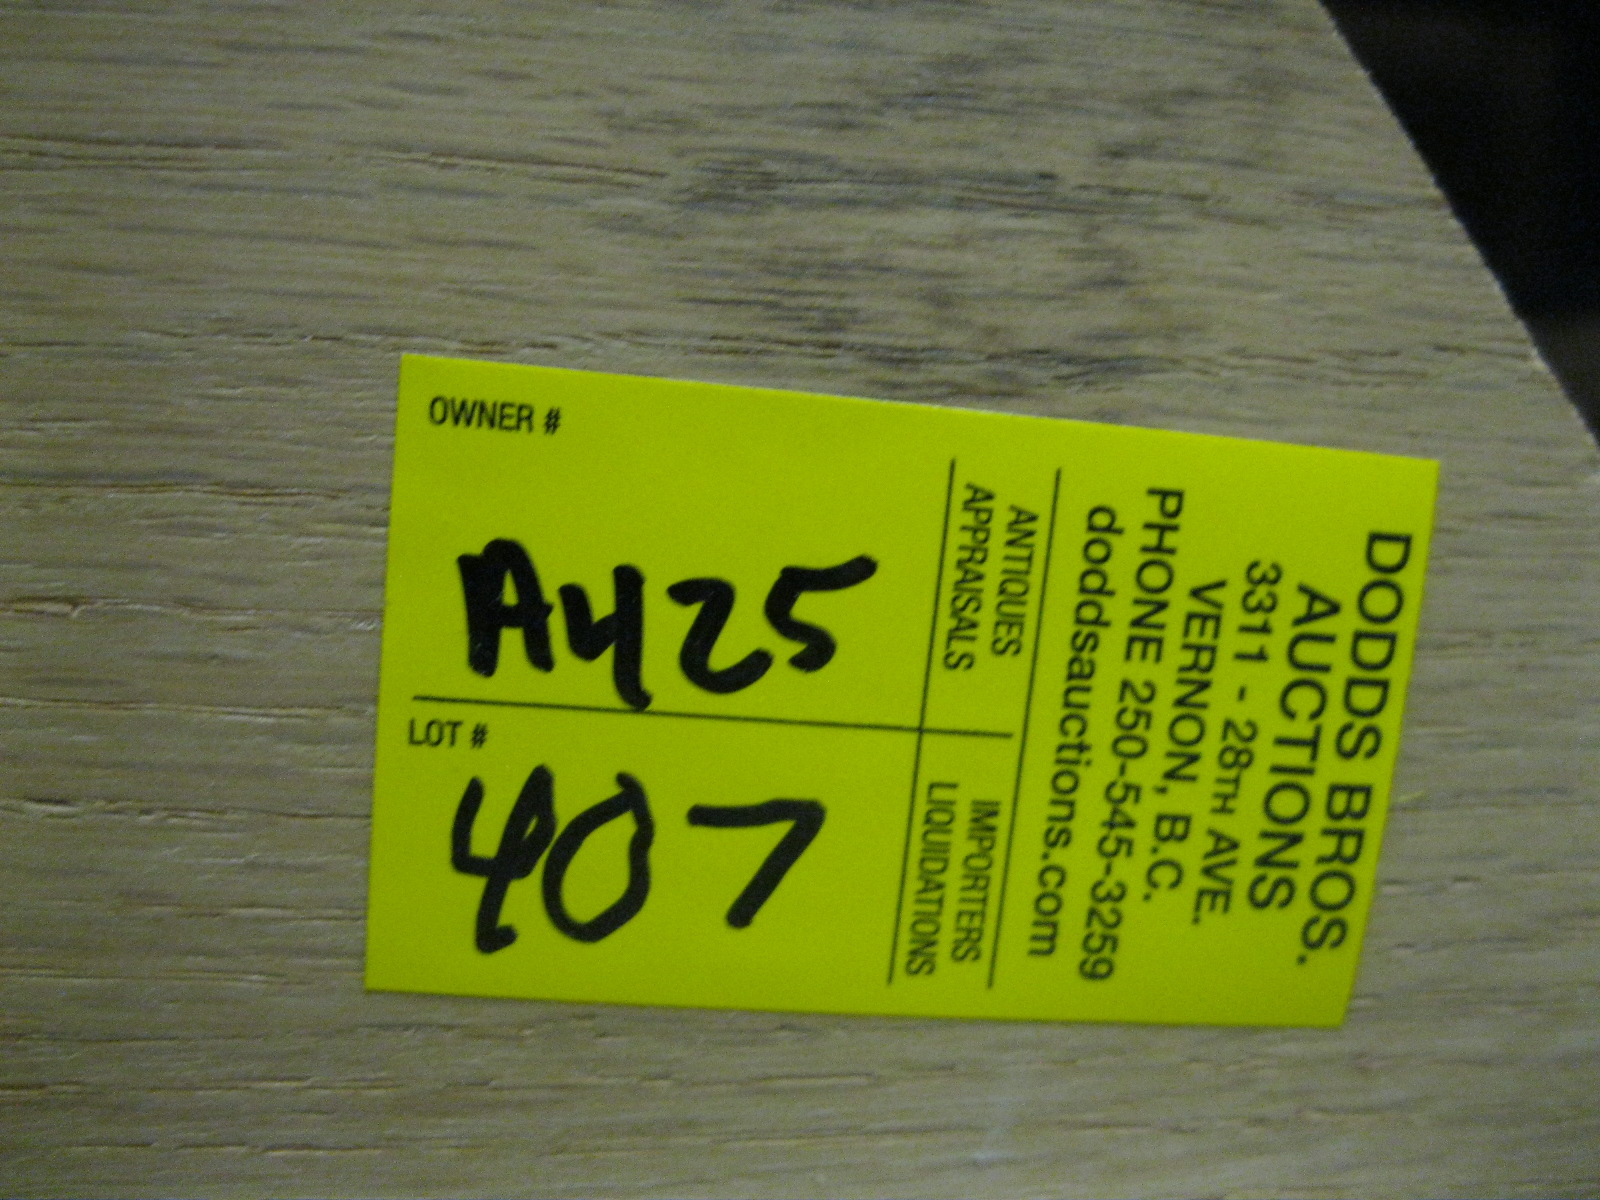 DODDS BROS.
AUCTIONS
3311 - 28TH AVE.
VERNON, B.C.
PHONE 250-545-3259
doddsauctions.com
ANTIQUES
APPRAISALS
IMPORTERS
LIQUIDATIONS
OWNER #
A425
LOT #
407